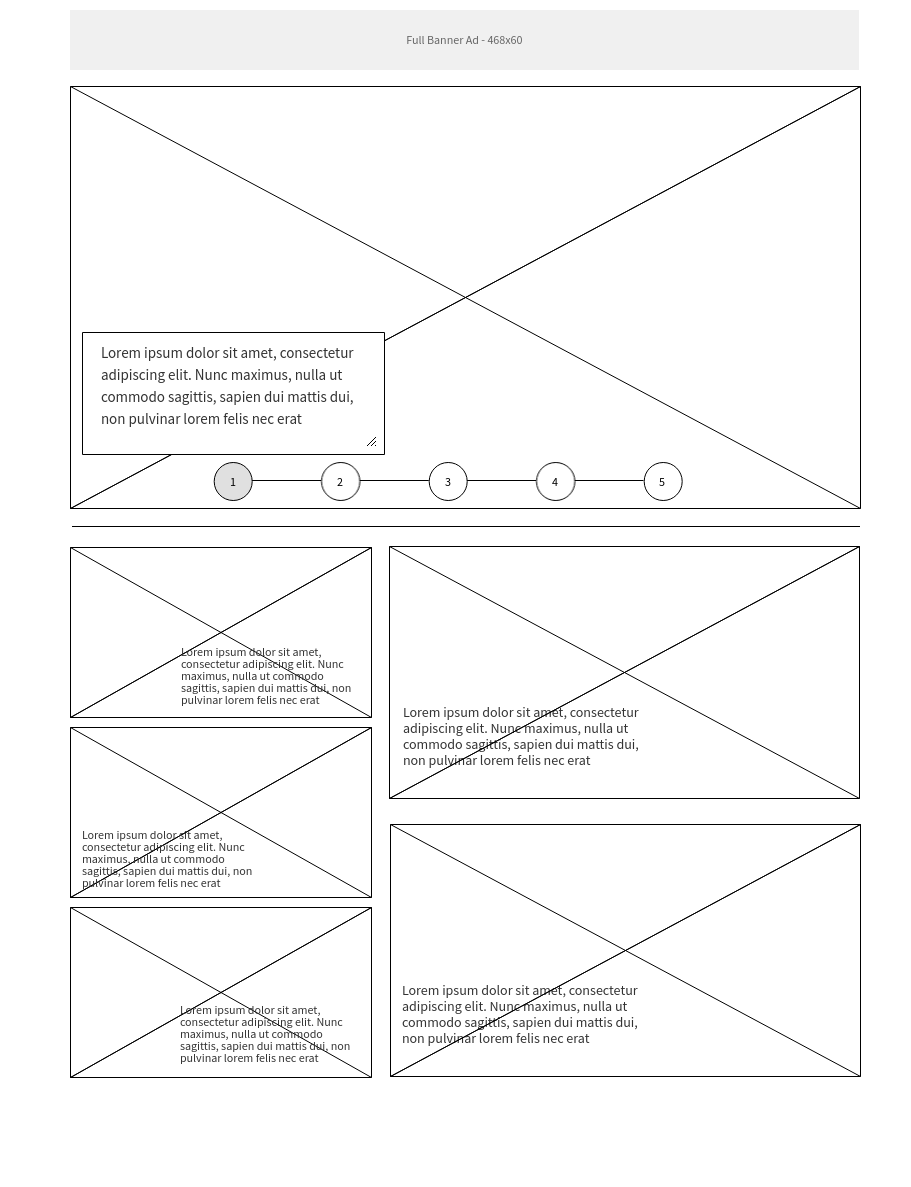 Full Banner Ad - 468x60
Lorem ipsum dolor sit amet, consectetur
adipiscing elit. Nunc maximus, nulla ut
commodo sagittis, sapien dui mattis dui,
non pulvinar lorem felis nec erat
1 2 3 4 5
Lorem ipsum dolor sit amet,
consectetur adipiscing elit. Nunc
maximus, nulla ut commodo
sagittis, sapien dui mattis dui, non
pulvinar lorem felis nec erat
Lorem ipsum dolor sit amet, consectetur
adipiscing elit. Nunc maximus, nulla ut
commodo sagittis, sapien dui mattis dui,
non pulvinar lorem felis nec erat
Lorem ipsum dolor sit amet,
consectetur adipiscing elit. Nunc
maximus, nulla ut commodo
sagittis, sapien dui mattis dui, non
pulvinar lorem felis nec erat
Lorem ipsum dolor sit amet, consectetur
adipiscing elit. Nunc maximus, nulla ut
commodo sagittis, sapien dui mattis dui,
non pulvinar lorem felis nec erat
Lorem ipsum dolor sit amet,
consectetur adipiscing elit. Nunc
maximus, nulla ut commodo
sagittis, sapien dui mattis dui, non
pulvinar lorem felis nec erat